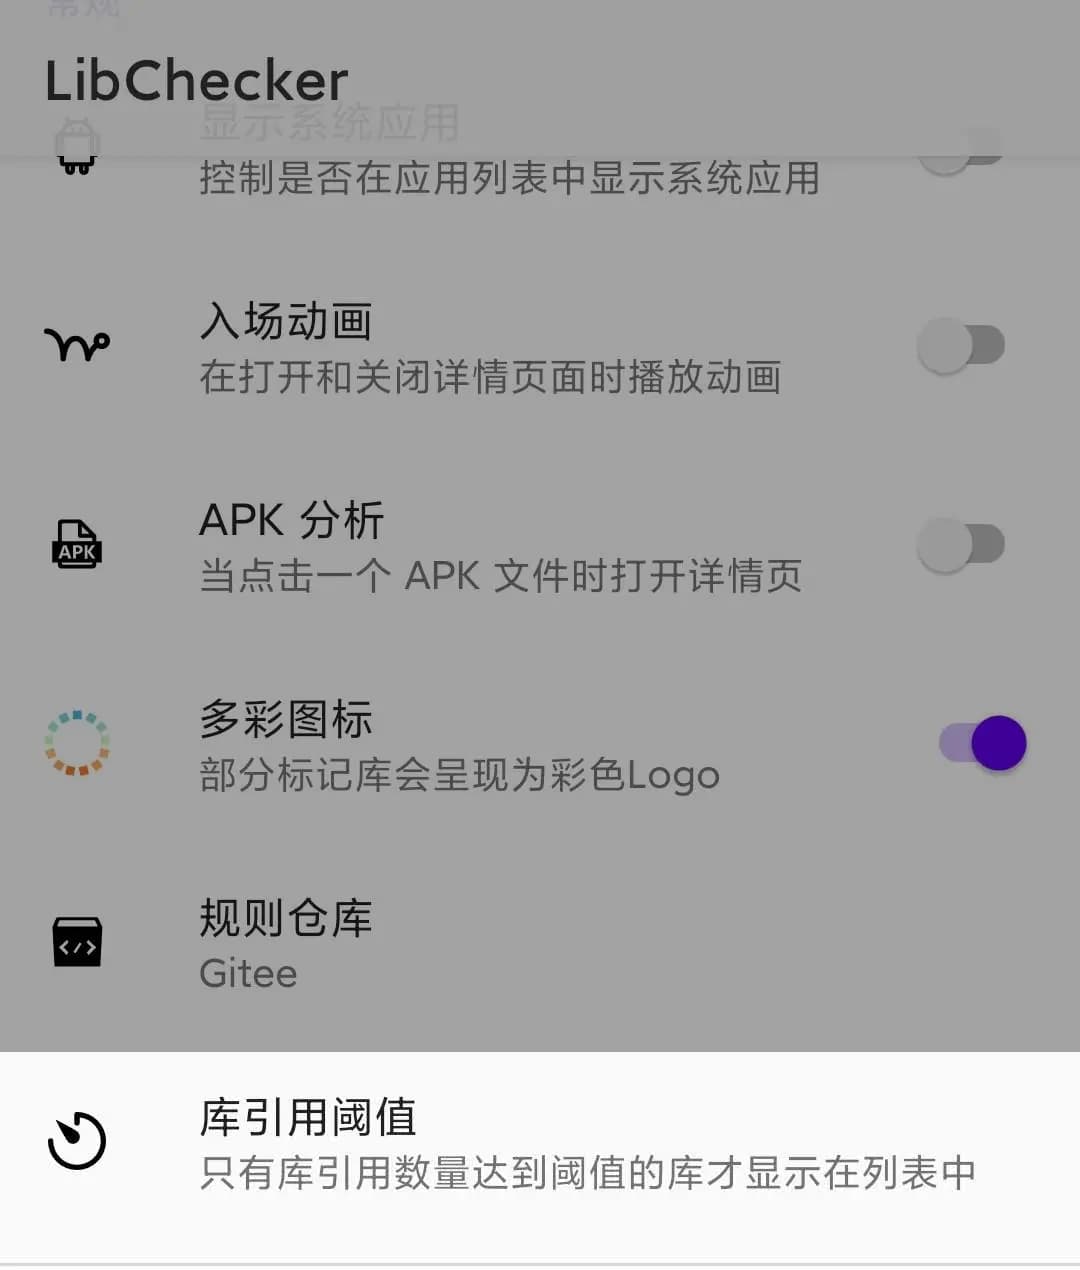 常规
LibChecker
显示系统应用
控制是否在应用列表中显示系统应用
入场动画
在打开和关闭详情页面时播放动画
APK 分析
当点击一个 APK 文件时打开详情页
APK
多彩图标
部分标记库会呈现为彩色Logo
规则仓库
Gitee
库引用阈值
只有库引用数量达到阈值的库才显示在列表中